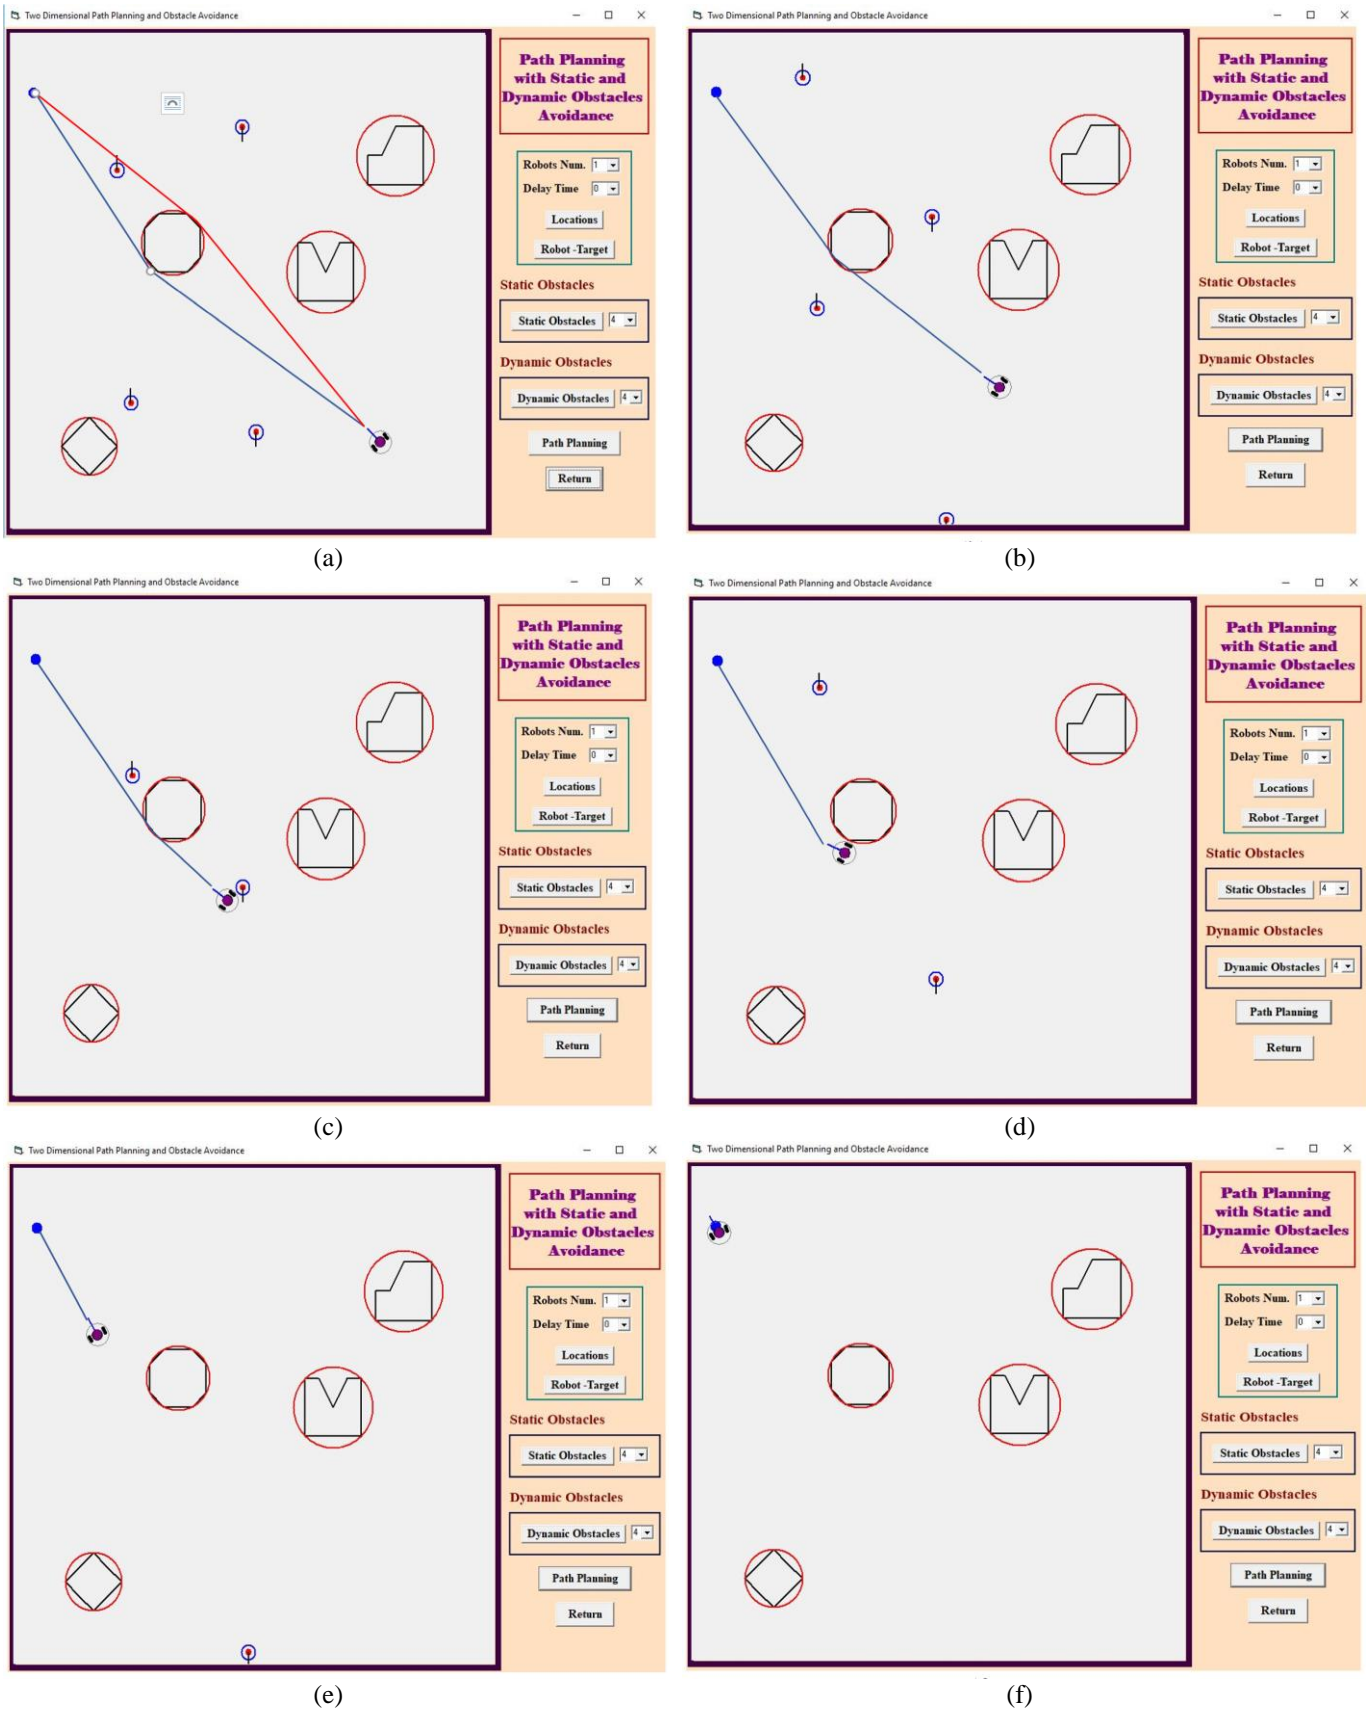 Two Dimensional Path Planning and Obstacle Avoidance
Path Planning
with Static and
Dynamic Obstacles
Avoidance
Robots Num. 1
Delay Time 0
Locations
Robot -Target
Static Obstacles
Static Obstacles 4
Dynamic Obstacles
Dynamic Obstacles 4
Path Planning
Return
(a)
Two Dimensional Path Planning and Obstacle Avoidance
Path Planning
with Static and
Dynamic Obstacles
Avoidance
Robots Num. 1
Delay Time 0
Locations
Robot -Target
Static Obstacles
Static Obstacles 4
Dynamic Obstacles
Dynamic Obstacles 4
Path Planning
Return
(b)
Two Dimensional Path Planning and Obstacle Avoidance
Path Planning
with Static and
Dynamic Obstacles
Avoidance
Robots Num. 1
Delay Time 0
Locations
Robot -Target
Static Obstacles
Static Obstacles 4
Dynamic Obstacles
Dynamic Obstacles 4
Path Planning
Return
(c)
Two Dimensional Path Planning and Obstacle Avoidance
Path Planning
with Static and
Dynamic Obstacles
Avoidance
Robots Num. 1
Delay Time 0
Locations
Robot -Target
Static Obstacles
Static Obstacles 4
Dynamic Obstacles
Dynamic Obstacles 4
Path Planning
Return
(d)
Two Dimensional Path Planning and Obstacle Avoidance
Path Planning
with Static and
Dynamic Obstacles
Avoidance
Robots Num. 1
Delay Time 0
Locations
Robot -Target
Static Obstacles
Static Obstacles 4
Dynamic Obstacles
Dynamic Obstacles 4
Path Planning
Return
(e)
Two Dimensional Path Planning and Obstacle Avoidance
Path Planning
with Static and
Dynamic Obstacles
Avoidance
Robots Num. 1
Delay Time 0
Locations
Robot -Target
Static Obstacles
Static Obstacles 4
Dynamic Obstacles
Dynamic Obstacles 4
Path Planning
Return
(f)